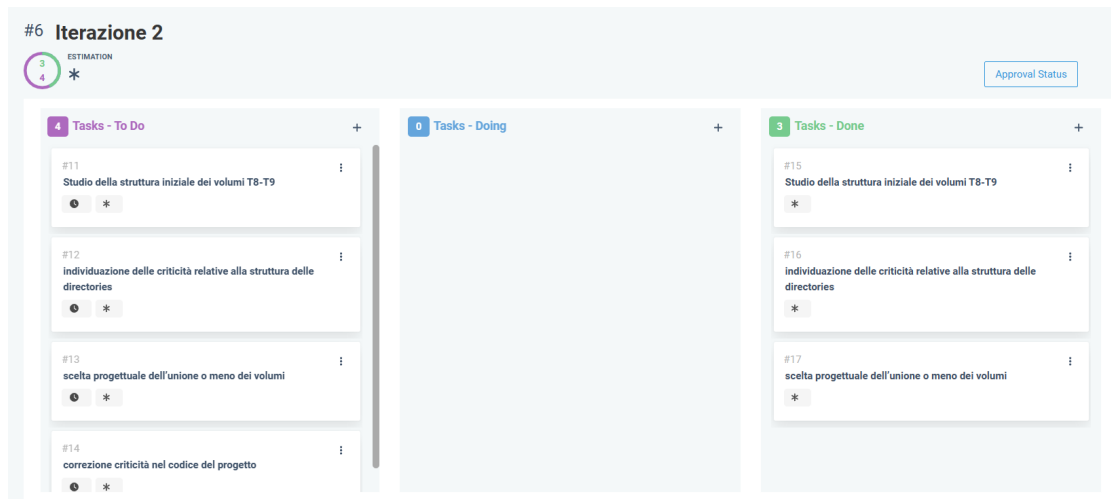 #6 Iterazione 2
ESTIMATION
3
4
Approval Status
4 Tasks - To Do +
#11
Studio della struttura iniziale dei volumi T8-T9
#12
individuazione delle criticità relative alla struttura delle
directories
#13
scelta progettuale dell'unione o meno dei volumi
#14
correzione criticità nel codice del progetto
0 Tasks - Doing +
3 Tasks - Done +
#15
Studio della struttura iniziale dei volumi T8-T9
#16
individuazione delle criticità relative alla struttura delle
directories
#17
scelta progettuale dell'unione o meno dei volumi